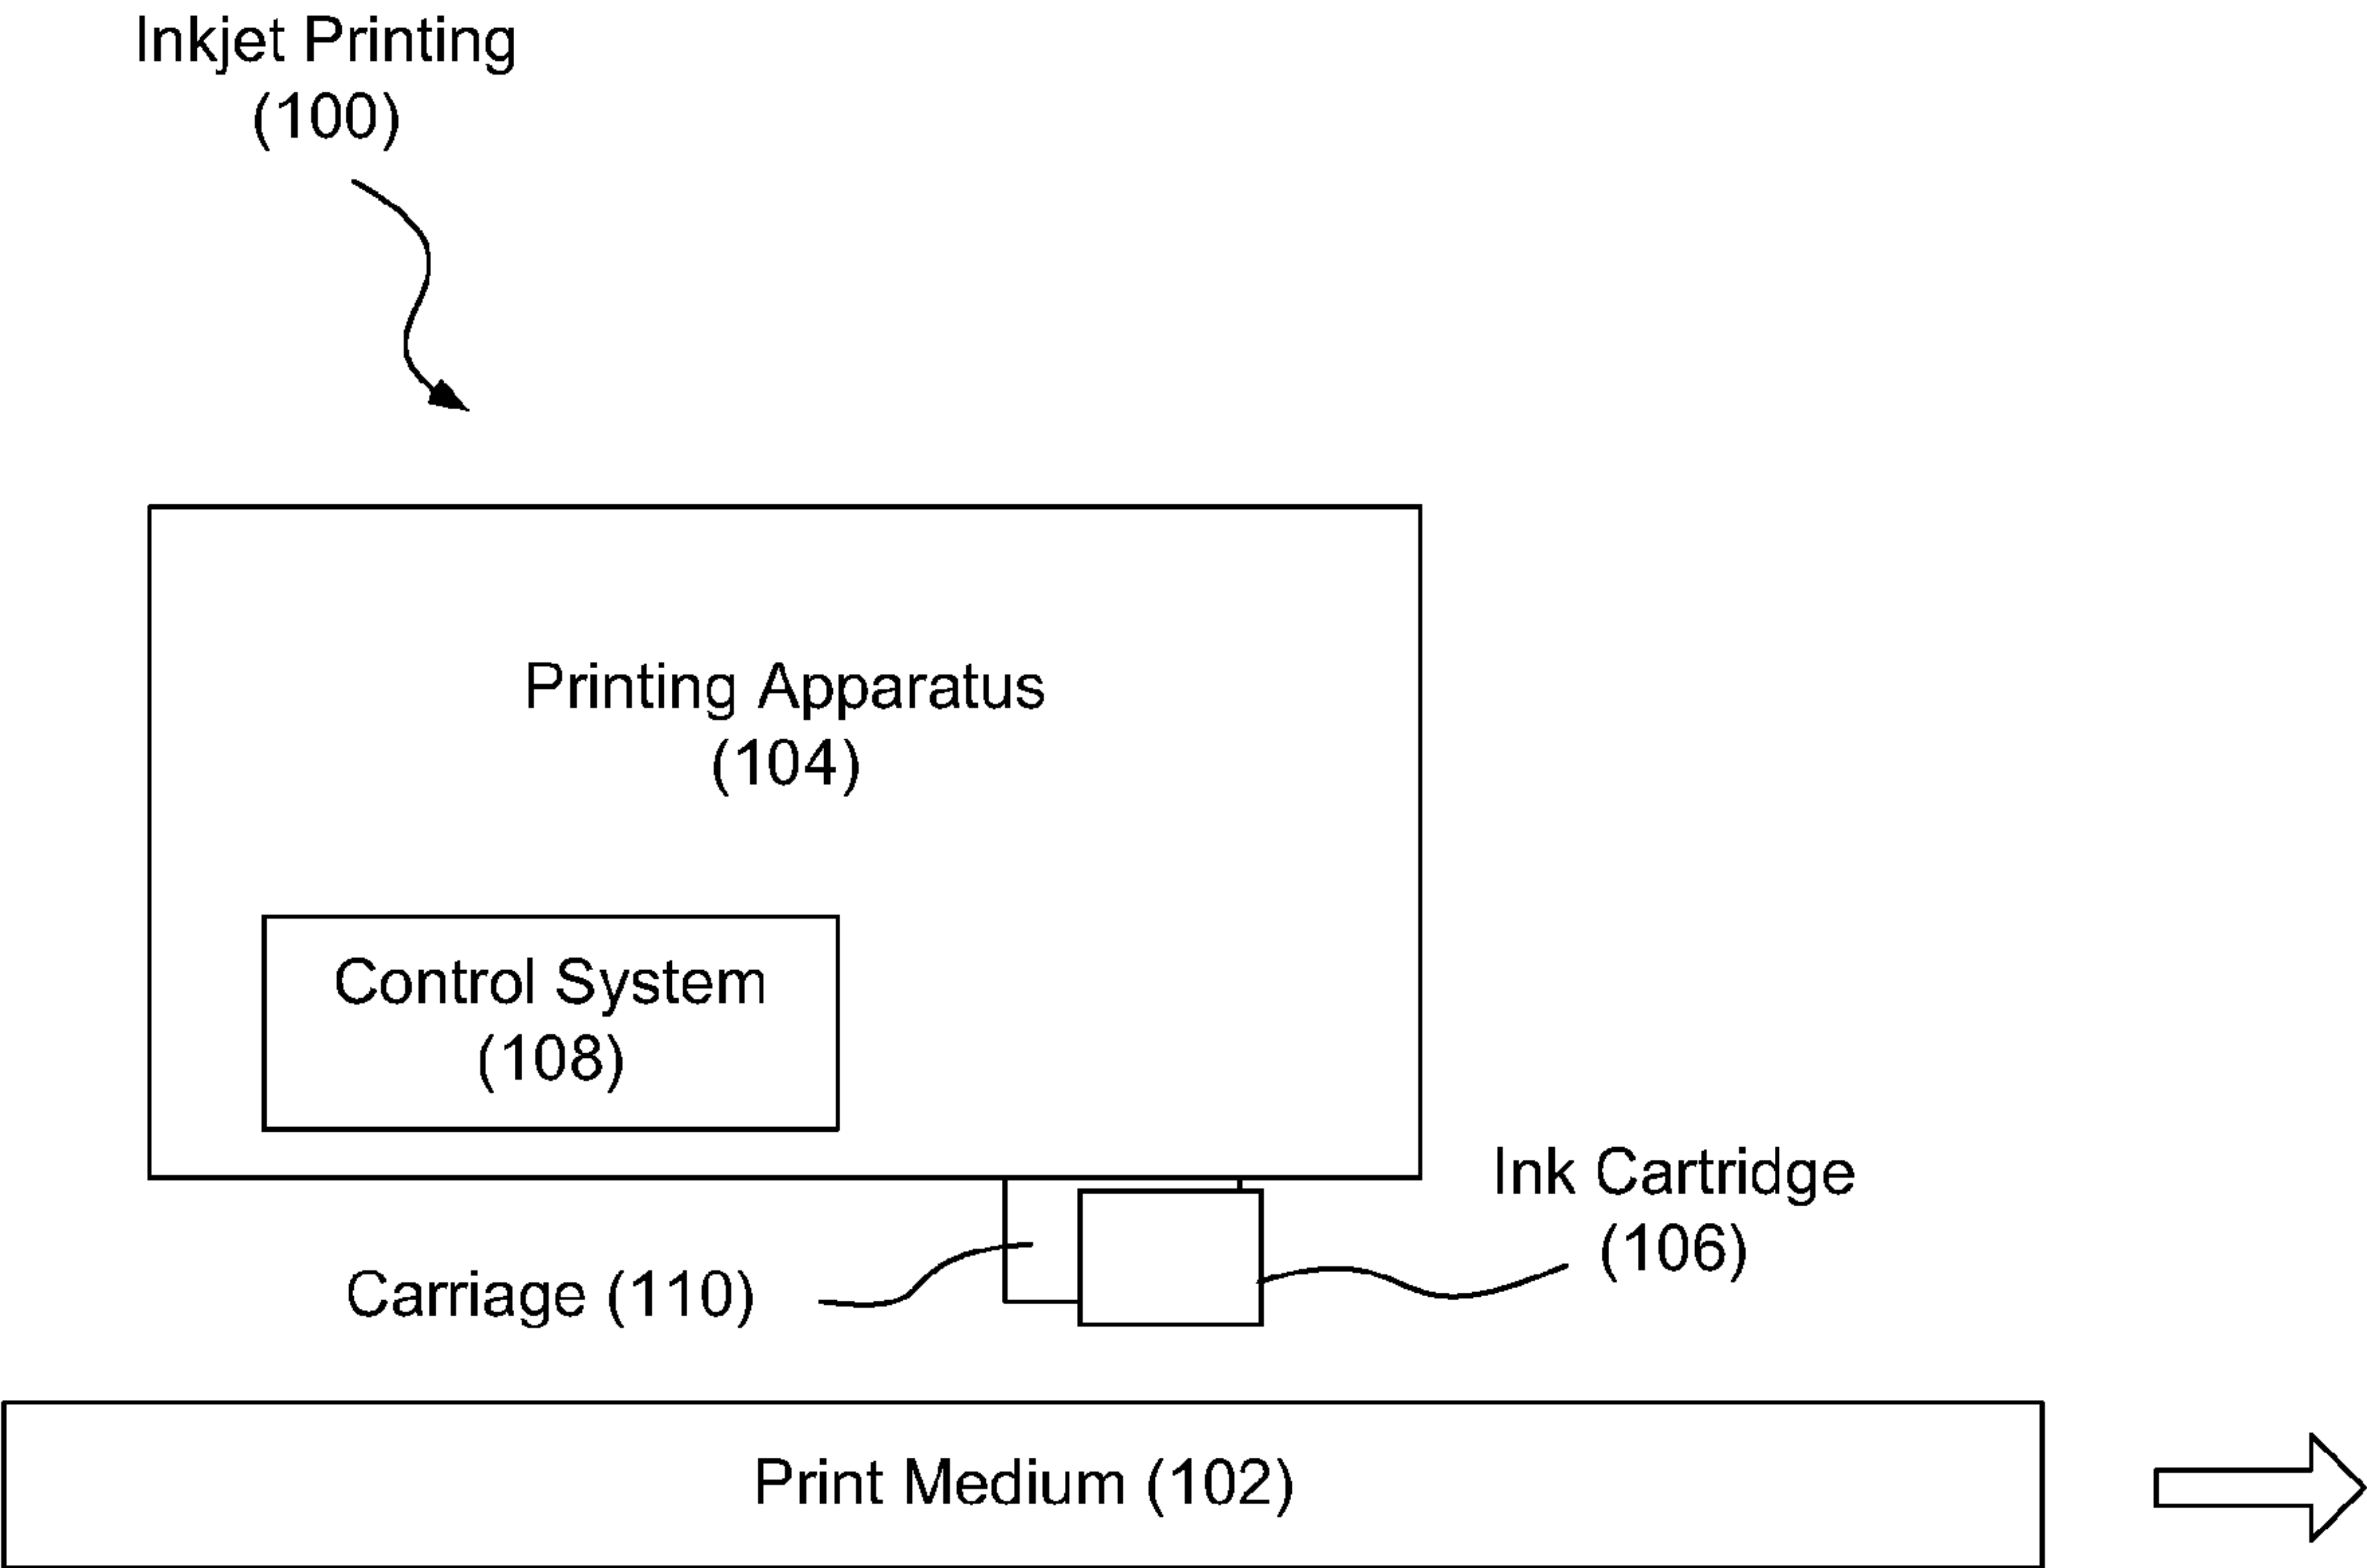 Inkjet Printing
(100)
Printing Apparatus
(104)
Control System
(108)
Ink Cartridge
(106)
Carriage (110)
Print Medium (102)